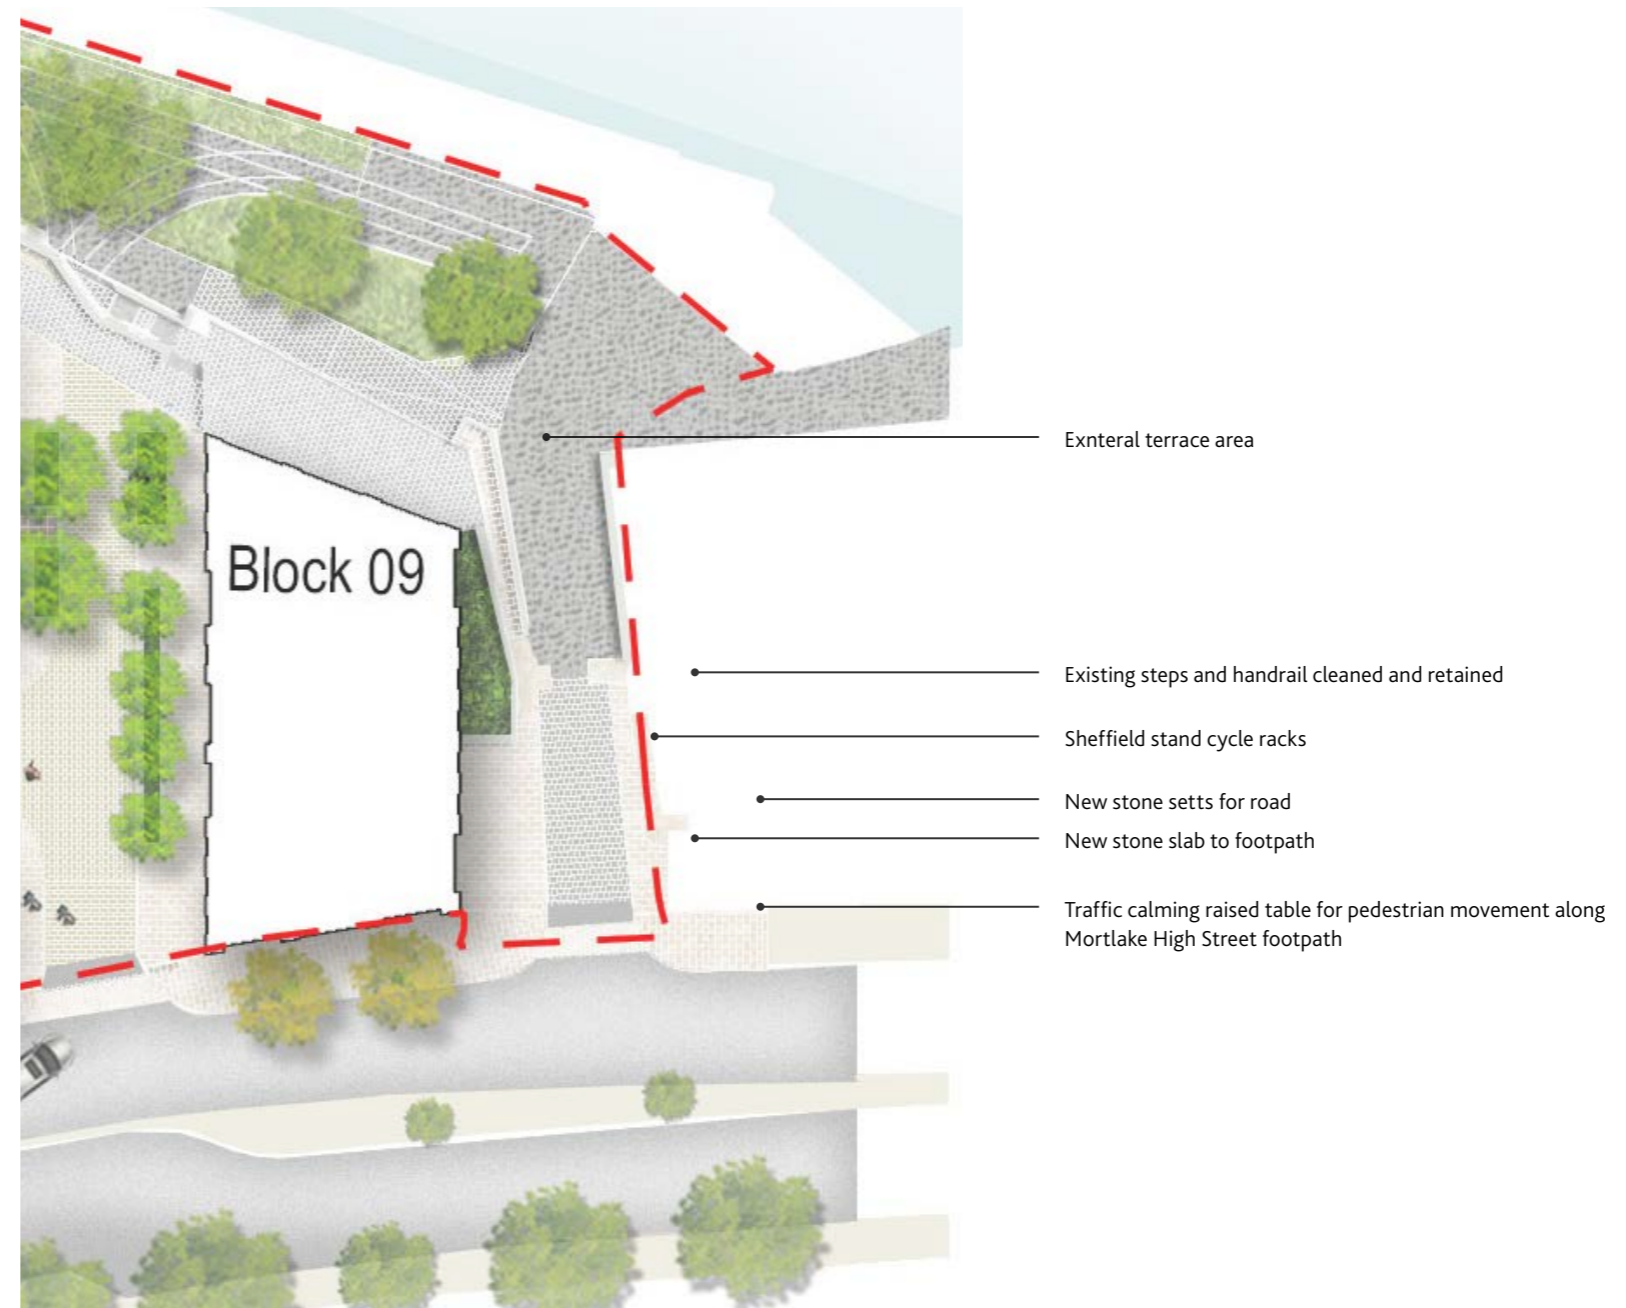 Exnteral terrace area
Block 09
Existing steps and handrail cleaned and retained
Sheffield stand cycle racks
New stone setts for road
New stone slab to footpath
Traffic calming raised table for pedestrian movement along
Mortlake High Street footpath